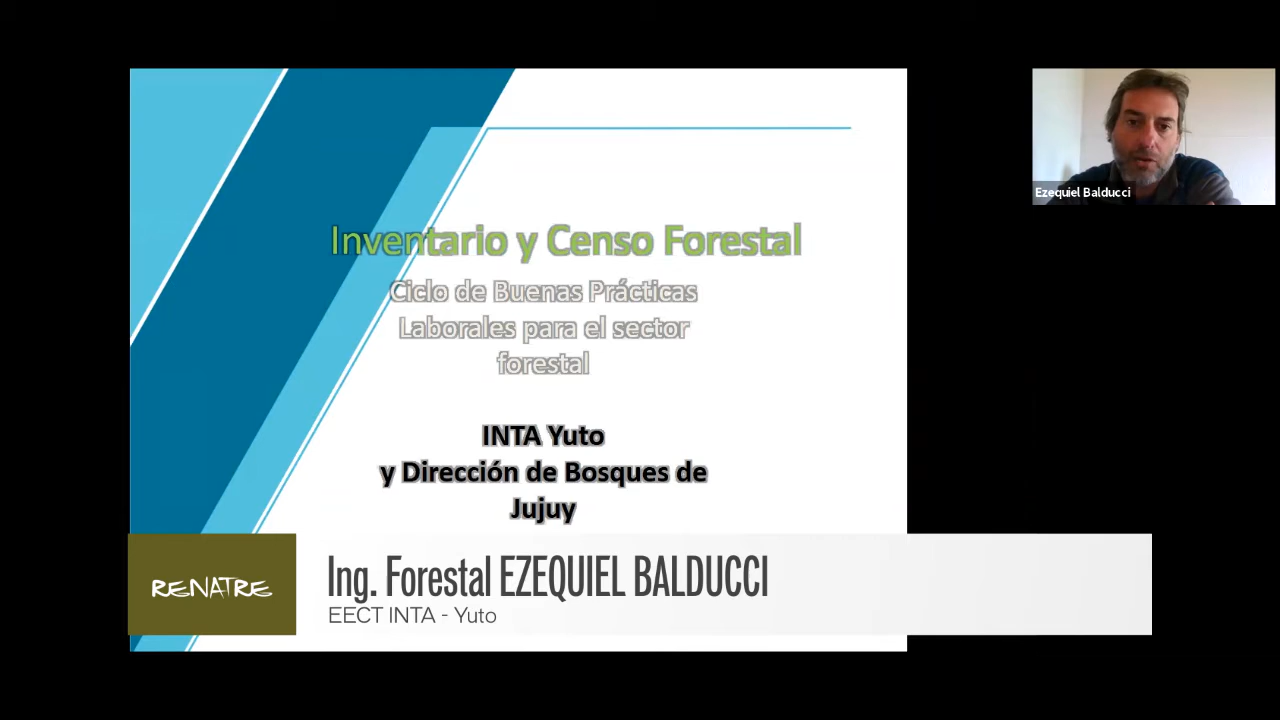 Inventario y Censo Forestal
Ciclo de Buenas Prácticas
Laborales para el sector
forestal
INTA Yuto
y Dirección de Bosques de
Jujuy
Ezequiel Balducci
RENATRE
Ing. Forestal EZEQUIEL BALDUCCI
EECT INTA - Yuto